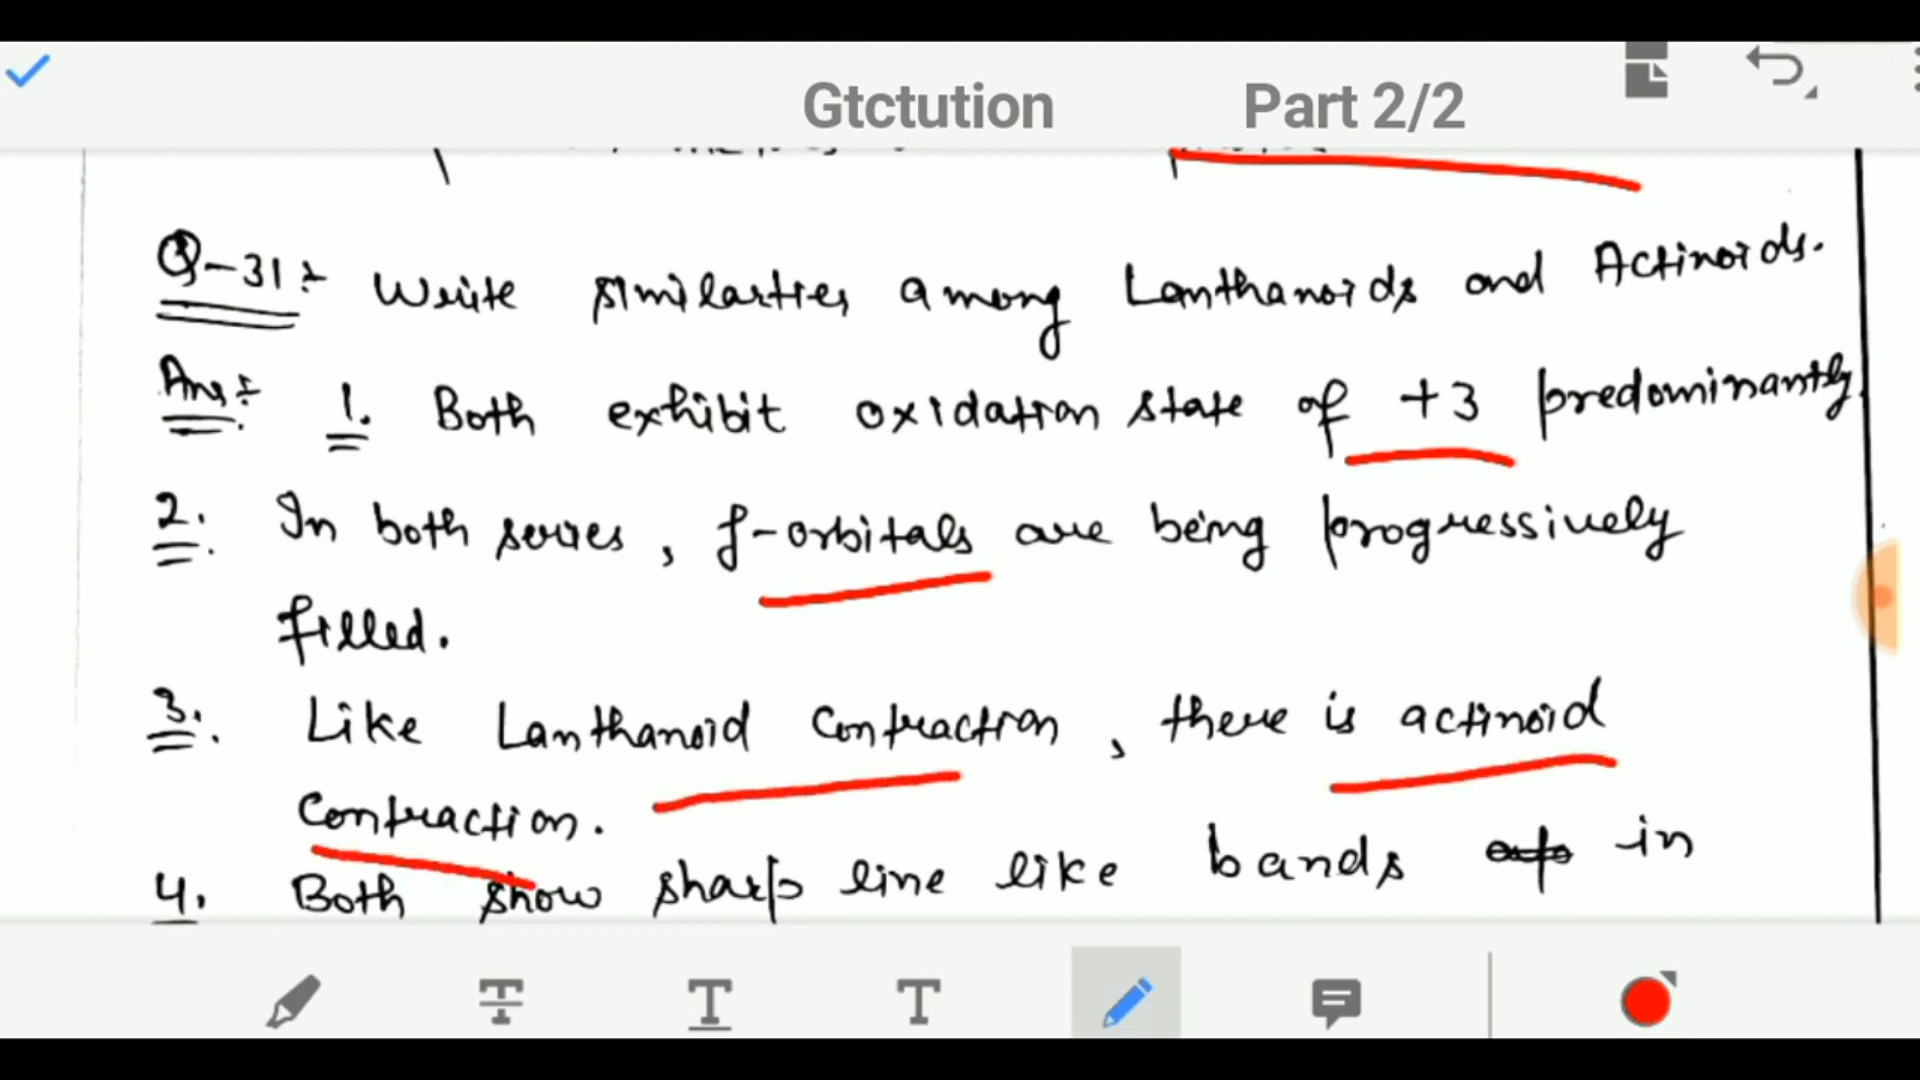 Gtctution Part 2/2
Q-31:- Write similarties among Lanthanoids and Actinoids.
Ans:- 1. Both exhibit oxidation state of +3 predominantly.
2. In both series, f-orbitals are being progressively
filled.
3. Like Lanthanoid Contraction, there is actinoid
Contraction.
4. Both show sharp line like bands in